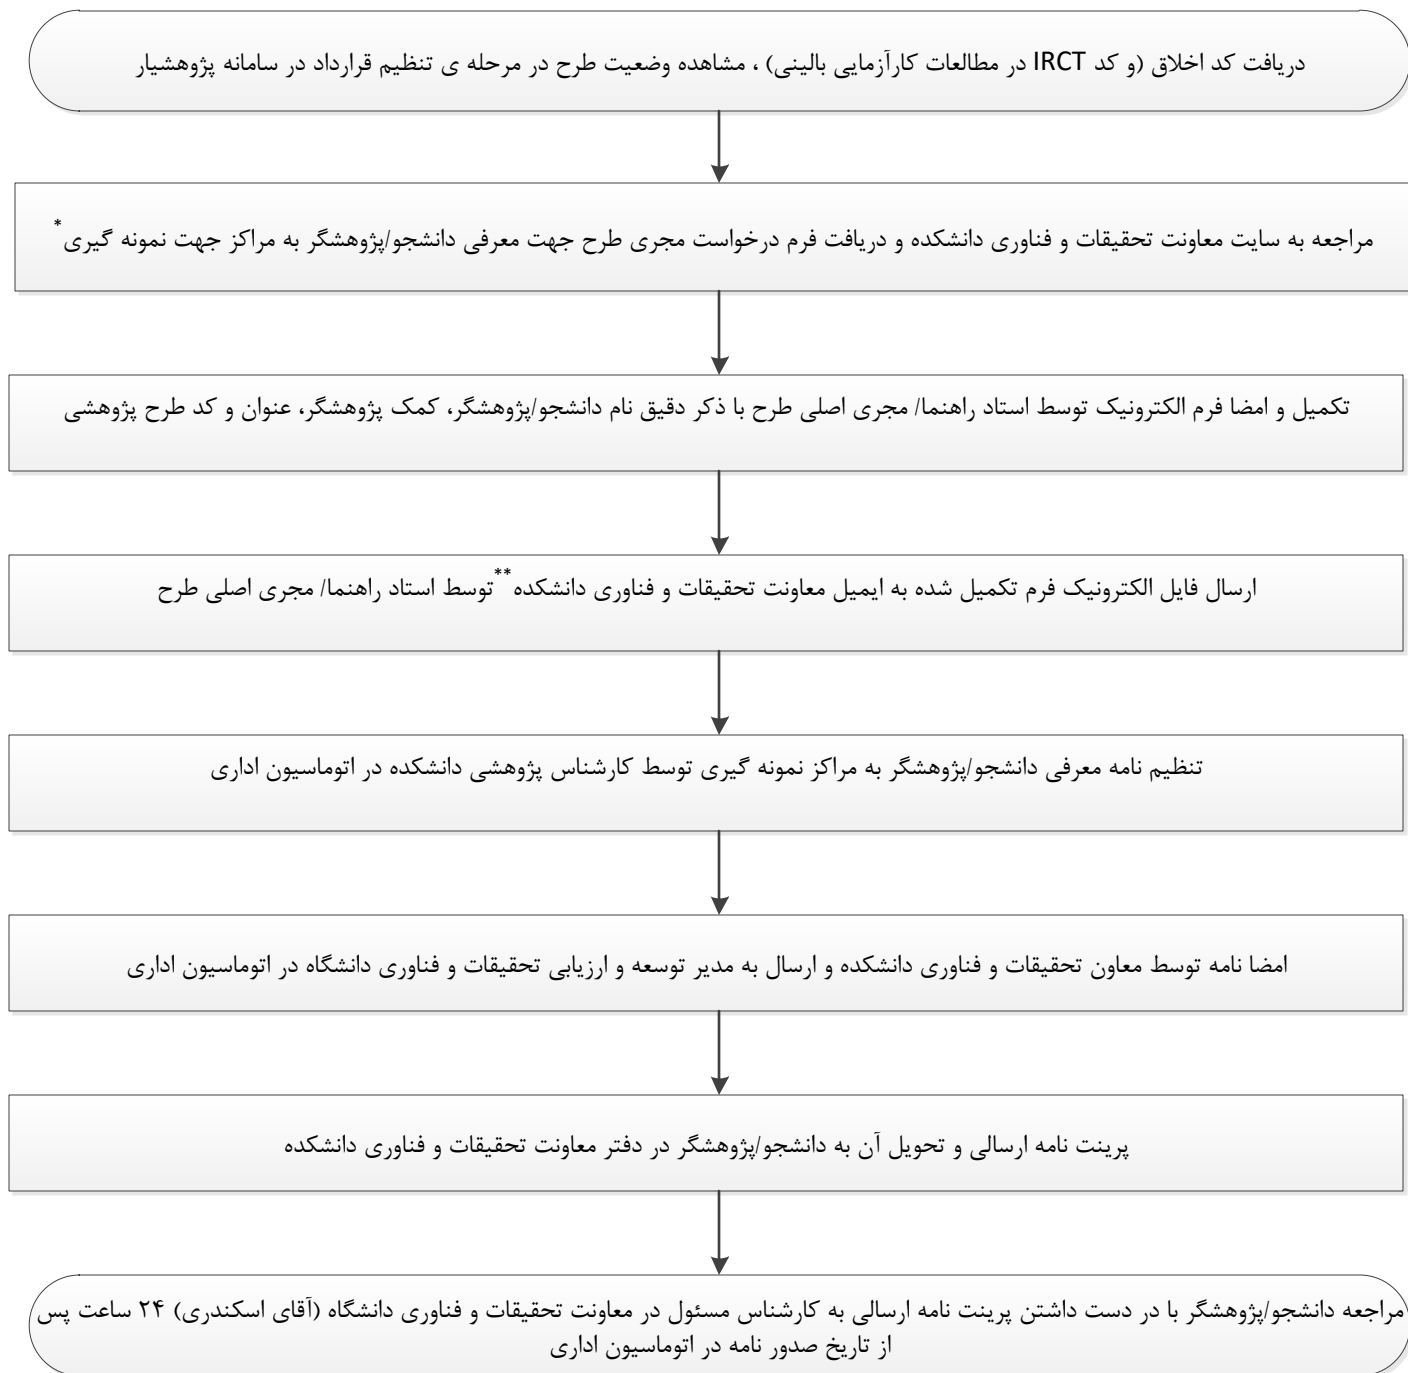 دریافت کد اخلاق (و کد IRCT در مطالعات کارآزمایی بالینی) ، مشاهده وضعیت طرح در مرحله ی تنظیم قرارداد در سامانه پژوهشیار
مراجعه به سایت معاونت تحقیقات و فناوری دانشکده و دریافت فرم درخواست مجری طرح جهت معرفی دانشجو/پژوهشگر به مراکز جهت نمونه گیری*
تکمیل و امضا فرم الکترونیک توسط استاد راهنما/ مجری اصلی طرح با ذکر دقیق نام دانشجو/پژوهشگر، کمک پژوهشگر، عنوان و کد طرح پژوهشی
ارسال فایل الکترونیک فرم تکمیل شده به ایمیل معاونت تحقیقات و فناوری دانشکده** توسط استاد راهنما/ مجری اصلی طرح
تنظیم نامه معرفی دانشجو/پژوهشگر به مراکز نمونه گیری توسط کارشناس پژوهشی دانشکده در اتوماسیون اداری
امضا نامه توسط معاون تحقیقات و فناوری دانشکده و ارسال به مدیر توسعه و ارزیابی تحقیقات و فناوری دانشگاه در اتوماسیون اداری
پرینت نامه ارسالی و تحویل آن به دانشجو/پژوهشگر در دفتر معاونت تحقیقات و فناوری دانشکده
مراجعه دانشجو/پژوهشگر با در دست داشتن پرینت نامه ارسالی به کارشناس مسئول در معاونت تحقیقات و فناوری دانشگاه (آقای اسکندری) ۲۴ ساعت پس
از تاریخ صدور نامه در اتوماسیون اداری